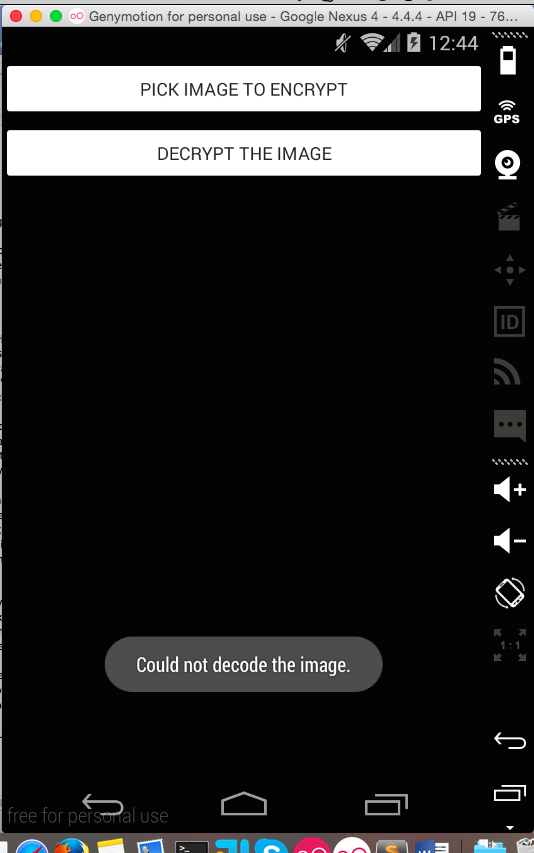 Genymotion for personal use - Google Nexus 4 - 4.4.4 - API 19 - 76...
12:44
PICK IMAGE TO ENCRYPT
GPS
DECRYPT THE IMAGE
ID
1:1
Could not decode the image.
free for personal use